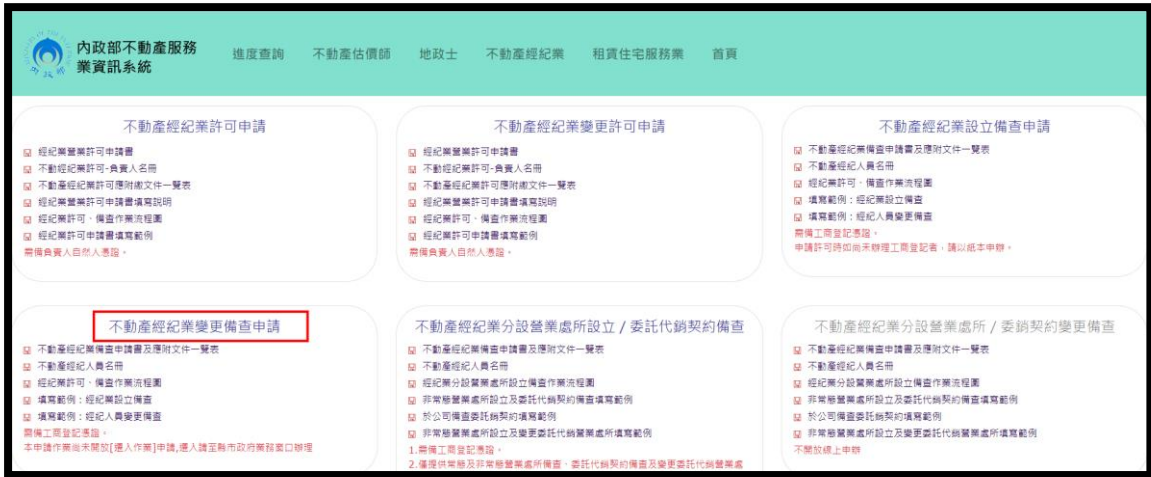 內政部不動產服務
業資訊系統
進度查詢 不動產估價師 地政士 不動產經紀業 租賃住宅服務業 首頁
不動產經紀業許可申請
經紀業營業許可申請書
不動經紀業許可-負責人名冊
不動產經紀業許可應附繳文件一覽表
經紀業營業許可申請書填寫說明
經紀業許可、備查作業流程圖
經紀業許可申請書填寫範例
需備負責人自然人憑證。
不動產經紀業變更許可申請
經紀業營業許可申請書
不動經紀業許可-負責人名冊
不動產經紀業許可應附繳文件一覽表
經紀業營業許可申請書填寫說明
經紀業許可、備查作業流程圖
經紀業許可申請書填寫範例
需備負責人自然人憑證。
不動產經紀業設立備查申請
不動產經紀業備查申請書及應附文件一覽表
不動產經紀人員名冊
經紀業許可、備查作業流程圖
填寫範例：經紀業設立備查
填寫範例：經紀人員變更備查
需備工商登記憑證。
申請許可時如尚未辦理工商登記者，請以紙本申辦。
不動產經紀業變更備查申請
不動產經紀業備查申請書及應附文件一覽表
不動產經紀人員名冊
經紀業許可、備查作業流程圖
填寫範例：經紀業設立備查
填寫範例：經紀人員變更備查
需備工商登記憑證。
本申請作業尚未開放[遷入作業]申請,遷入請至縣市政府業務窗口辦理
不動產經紀業分設營業處所設立 / 委託代銷契約備查
不動產經紀業備查申請書及應附文件一覽表
不動產經紀人員名冊
經紀業分設營業處所設立備查作業流程圖
非常態營業處所設立及委託代銷契約備查填寫範例
於公司備查委託銷契約填寫範例
非常態營業處所設立及變更委託代銷營業處所填寫範例
1.需備工商登記憑證。
2.僅提供常態及非常態營業處所備查、委託代銷契約備查及變更委託代銷營業處
不動產經紀業分設營業處所 / 委銷契約變更備查
不動產經紀業備查申請書及應附文件一覽表
不動產經紀人員名冊
經紀業分設營業處所設立備查作業流程圖
非常態營業處所設立及委託代銷契約備查填寫範例
於公司備查委託銷契約填寫範例
非常態營業處所設立及變更委託代銷營業處所填寫範例
不開放線上申辦